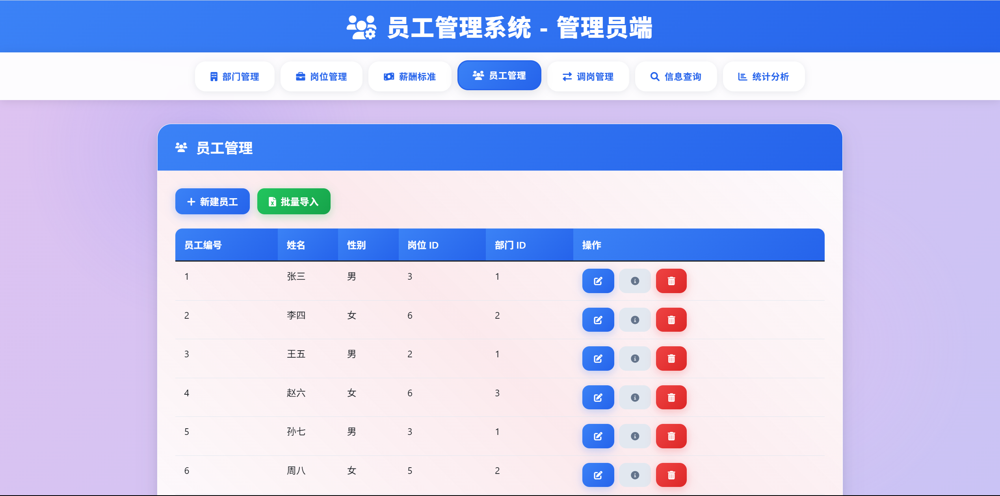 员工管理系统 - 管理员端
部门管理 岗位管理 薪酬标准 员工管理 调岗管理 信息查询 统计分析
员工管理
新建员工 批量导入
员工编号 姓名 性别 岗位 ID 部门 ID 操作
1 张三 男 3 1
2 李四 女 6 2
3 王五 男 2 1
4 赵六 女 6 3
5 孙七 男 3 1
6 周八 女 5 2